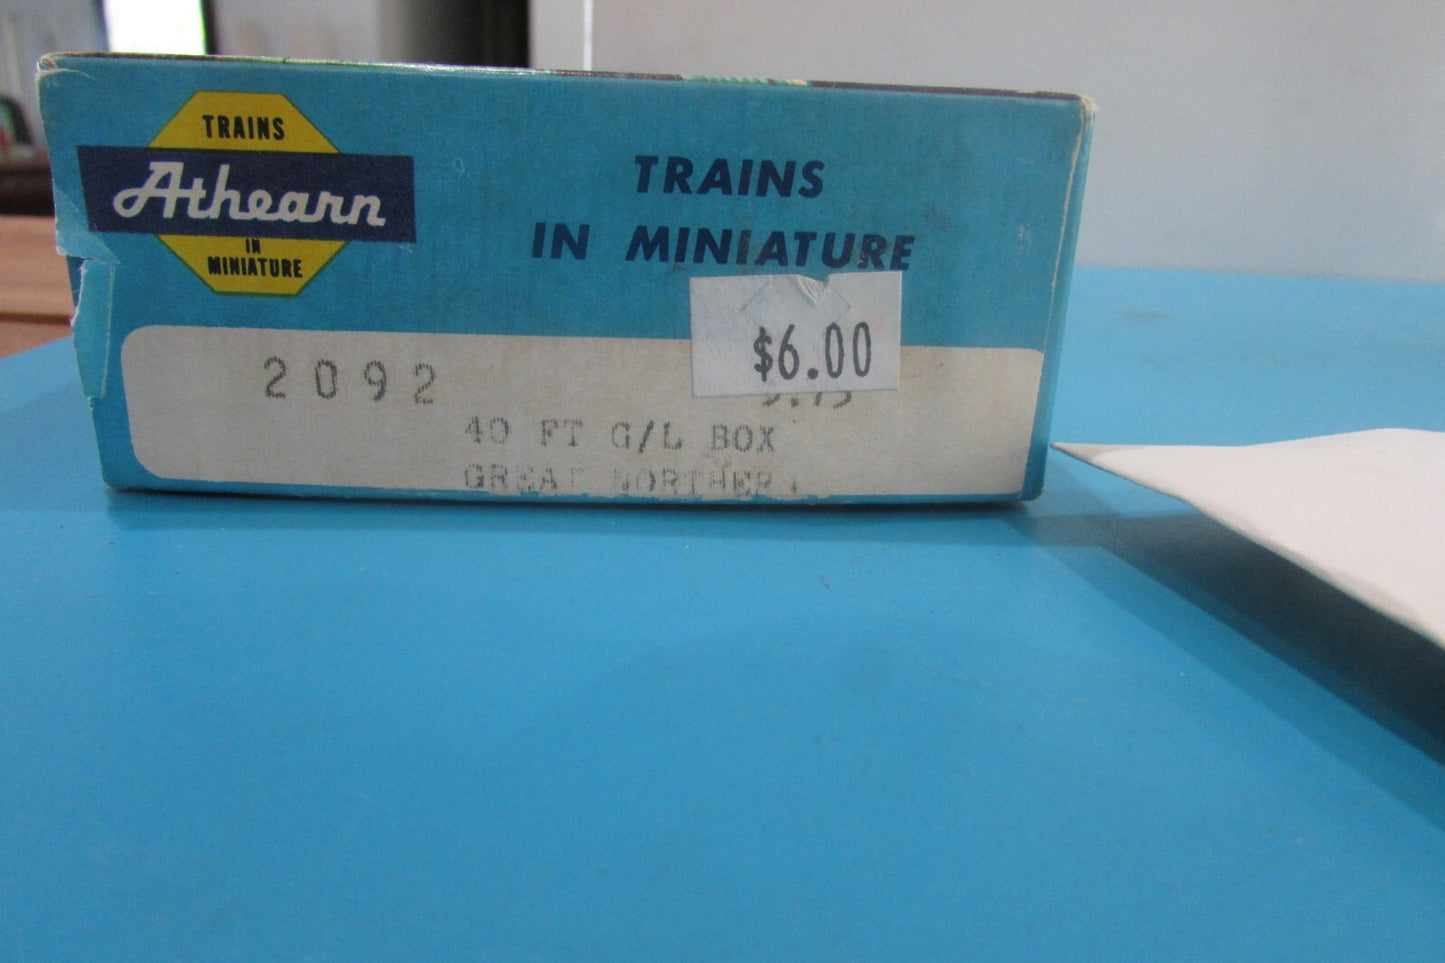 TRAINS
Athearn
IN
MINIATURE
TRAINS
IN MINIATURE
$6.00
2092
40 FT G/L BOX
GREAT NORTHERN